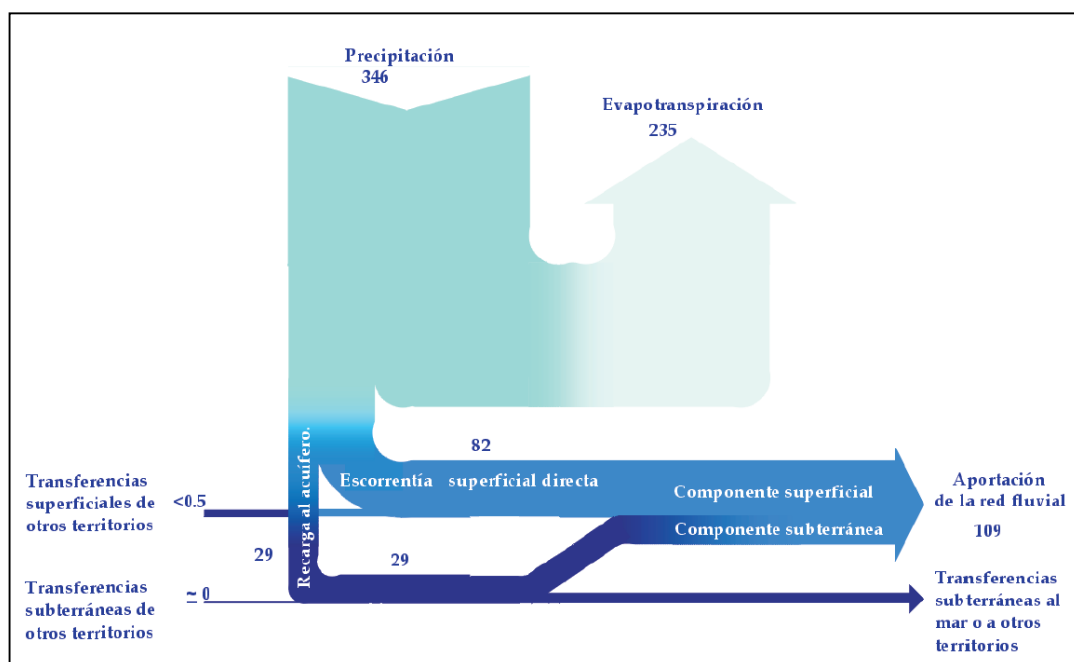 Precipitación
346
Evapotranspiración
235
Recarga al acuífero.
82
Escorrentía superficial directa
Componente superficial
Componente subterránea
Transferencias
superficiales de
otros territorios
<0.5
Aportación
de la red fluvial
109
29
29
Transferencias
subterráneas de
otros territorios
≃ 0
Transferencias
subterráneas al
mar o a otros
territorios